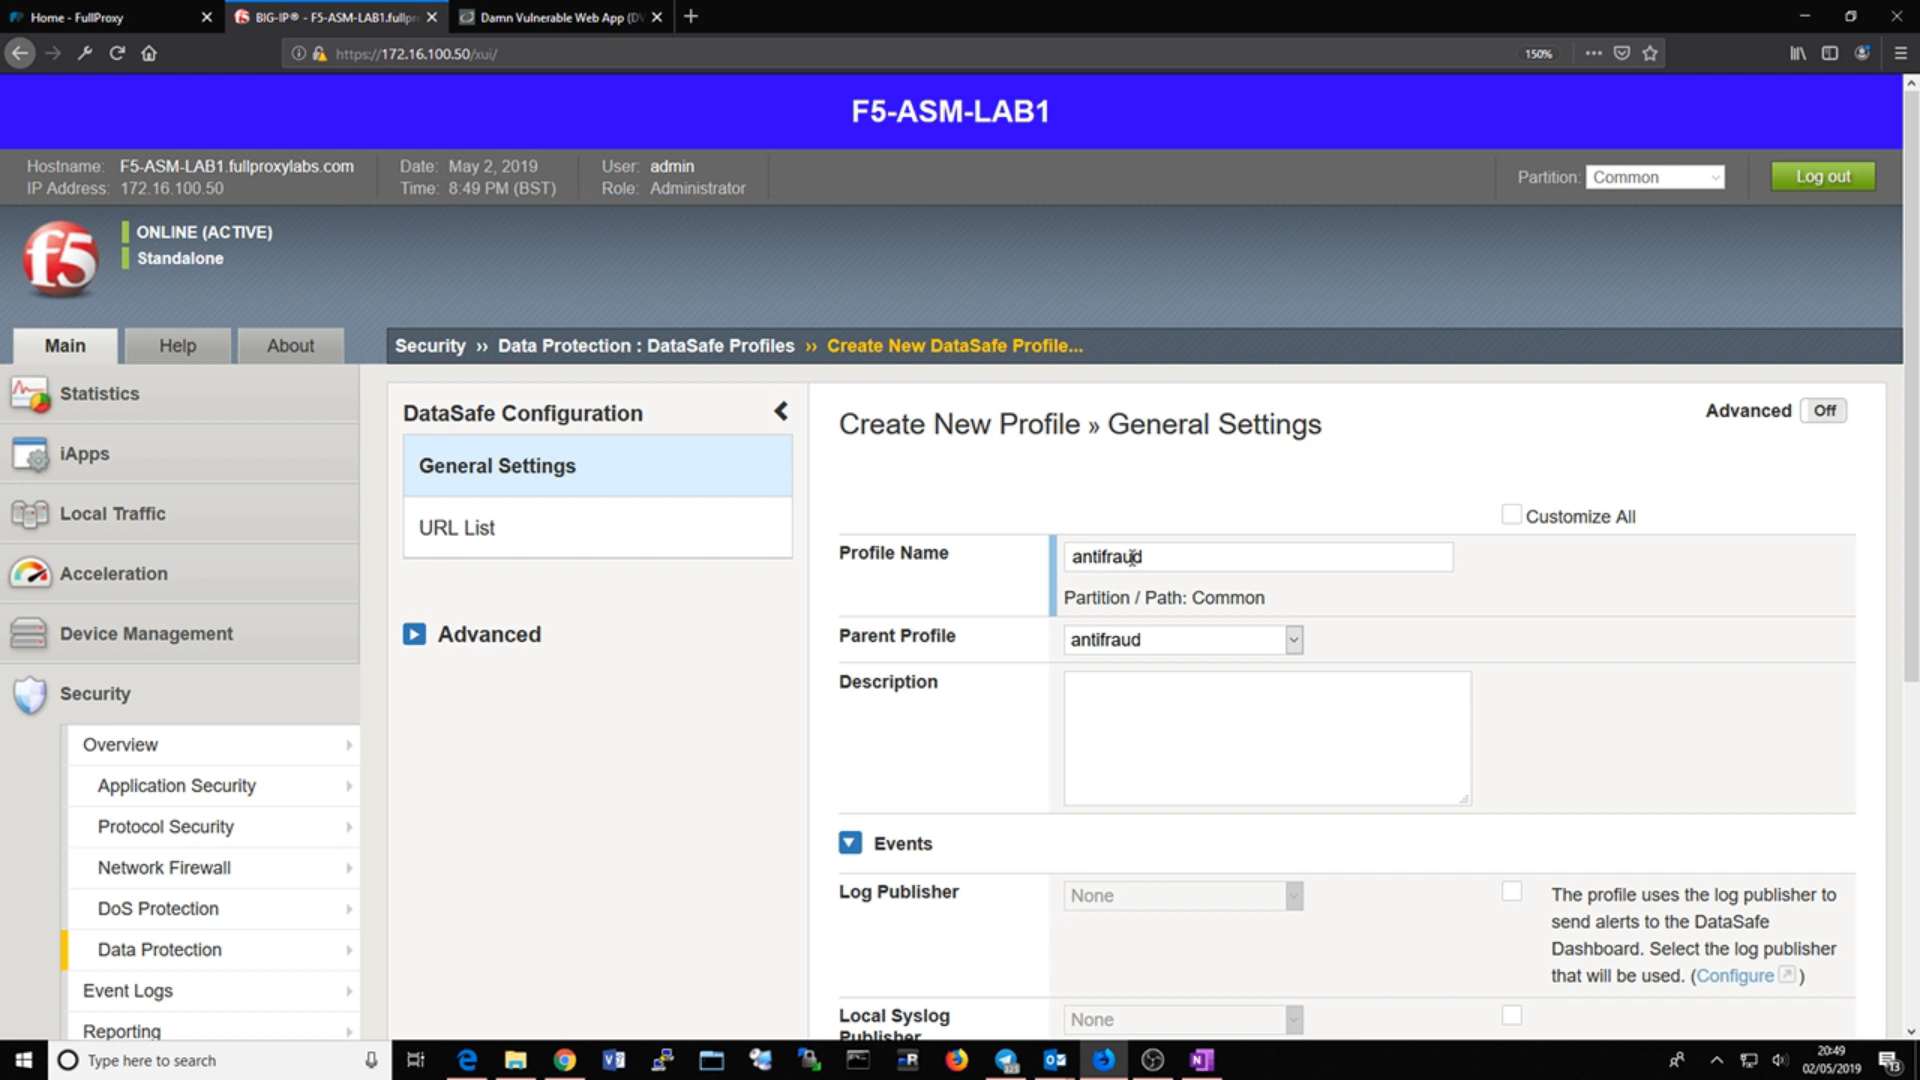 Home - FullProxy
BIG-IP® - F5-ASM-LAB1.fullpr
Damn Vulnerable Web App (DV
https://172.16.100.50/xui/
150%
F5-ASM-LAB1
Hostname: F5-ASM-LAB1.fullproxylabs.com
IP Address: 172.16.100.50
Date: May 2, 2019
Time: 8:49 PM (BST)
User: admin
Role: Administrator
Partition: Common
Log out
f5
ONLINE (ACTIVE)
Standalone
Main
Help
About
Security ›› Data Protection : DataSafe Profiles ›› Create New DataSafe Profile...
Statistics
iApps
Local Traffic
Acceleration
Device Management
Security
Overview
Application Security
Protocol Security
Network Firewall
DoS Protection
Data Protection
Event Logs
Reporting
DataSafe Configuration
General Settings
URL List
Advanced
Create New Profile » General Settings
Advanced Off
Customize All
Profile Name
antifraud
Partition / Path: Common
Parent Profile
antifraud
Description
Events
Log Publisher
None
The profile uses the log publisher to
send alerts to the DataSafe
Dashboard. Select the log publisher
that will be used. (Configure)
Local Syslog
Publisher
None
Type here to search
20:49
02/05/2019
13